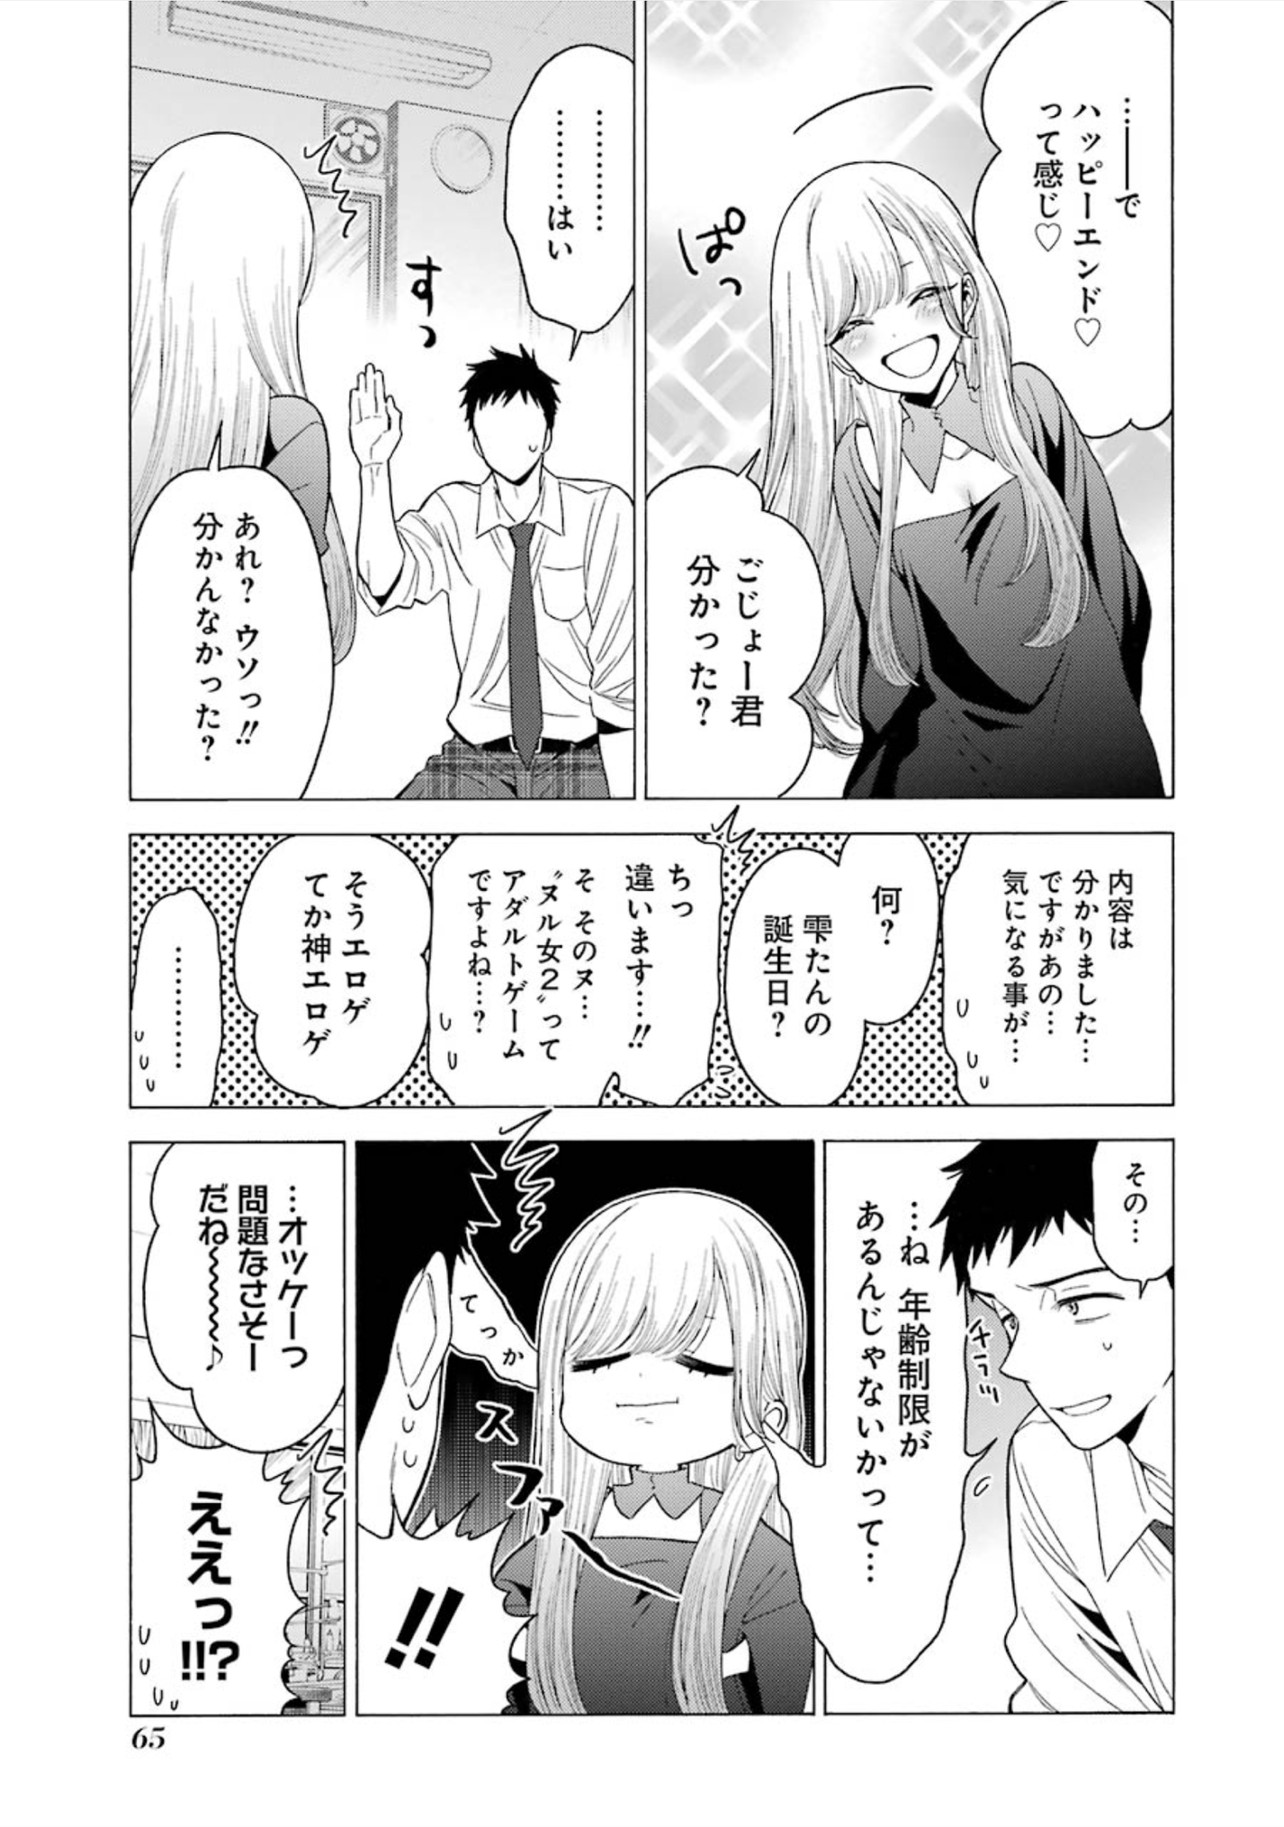 …――で
ハッピーエンド♡
って感じ♡
ぱっ
ごじょー君
分かった?
…………
…………はい
すっ
あれ? ウソっ!!
分かんなかった?
内容は
分かりました…
ですがあの…
気になる事が…
何?
雫たんの
誕生日?
ちっ
違います…!!
そ そのヌ…
〝ヌル女2〟って
アダルトゲーム
ですよね…?
そうエロゲ
てか神エロゲ
…………
その…
チラッ
…ね 年齢制限が
あるんじゃないかって…
てっか
スファー
!!
…オッケーっ
問題なさそー
だね〜〜〜〜〜♪
ええっ!!?
65